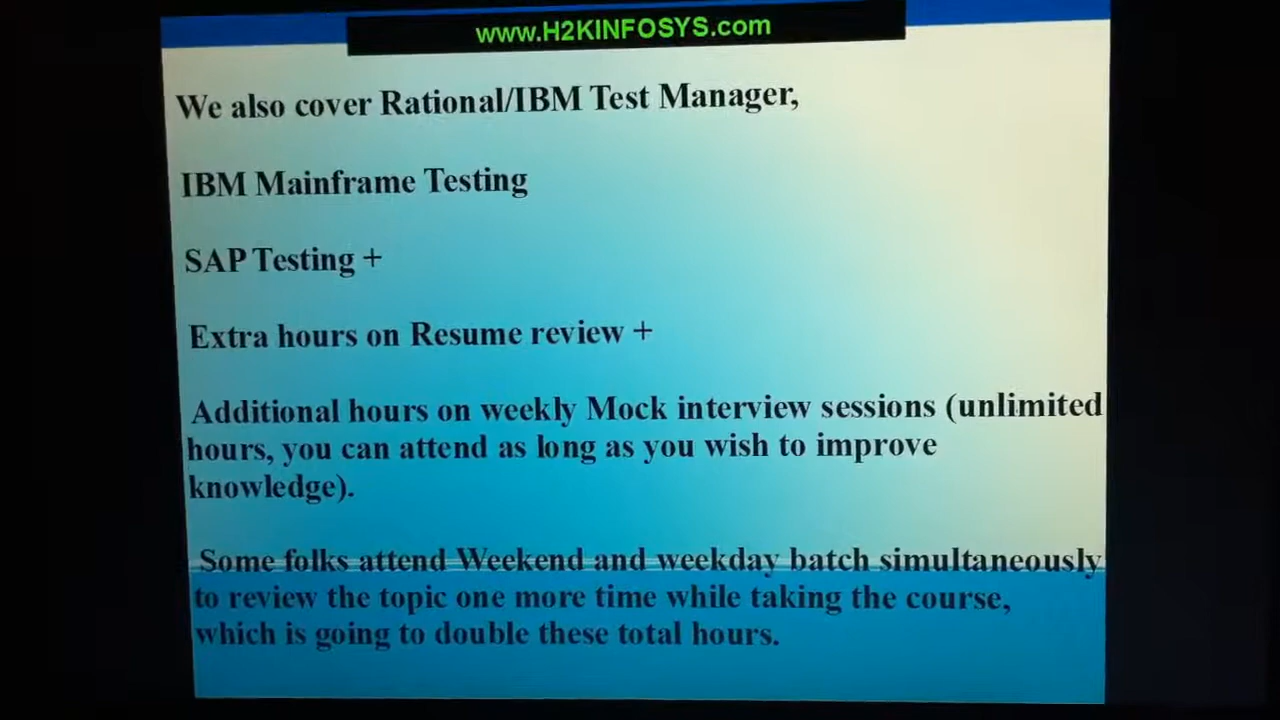 www.H2KINFOSYS.com
We also cover Rational/IBM Test Manager,
IBM Mainframe Testing
SAP Testing +
Extra hours on Resume review +
Additional hours on weekly Mock interview sessions (unlimited
hours, you can attend as long as you wish to improve
knowledge).
Some folks attend Weekend and weekday batch simultaneously
to review the topic one more time while taking the course,
which is going to double these total hours.